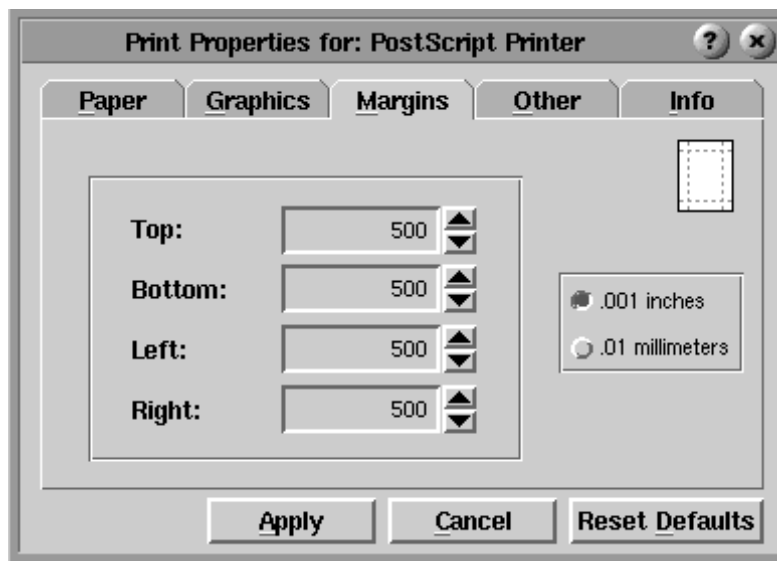 Print Properties for: PostScript Printer ? x
Paper Graphics Margins Other Info
Top: 500
Bottom: 500
Left: 500
Right: 500
.001 inches
.01 millimeters
Apply Cancel Reset Defaults